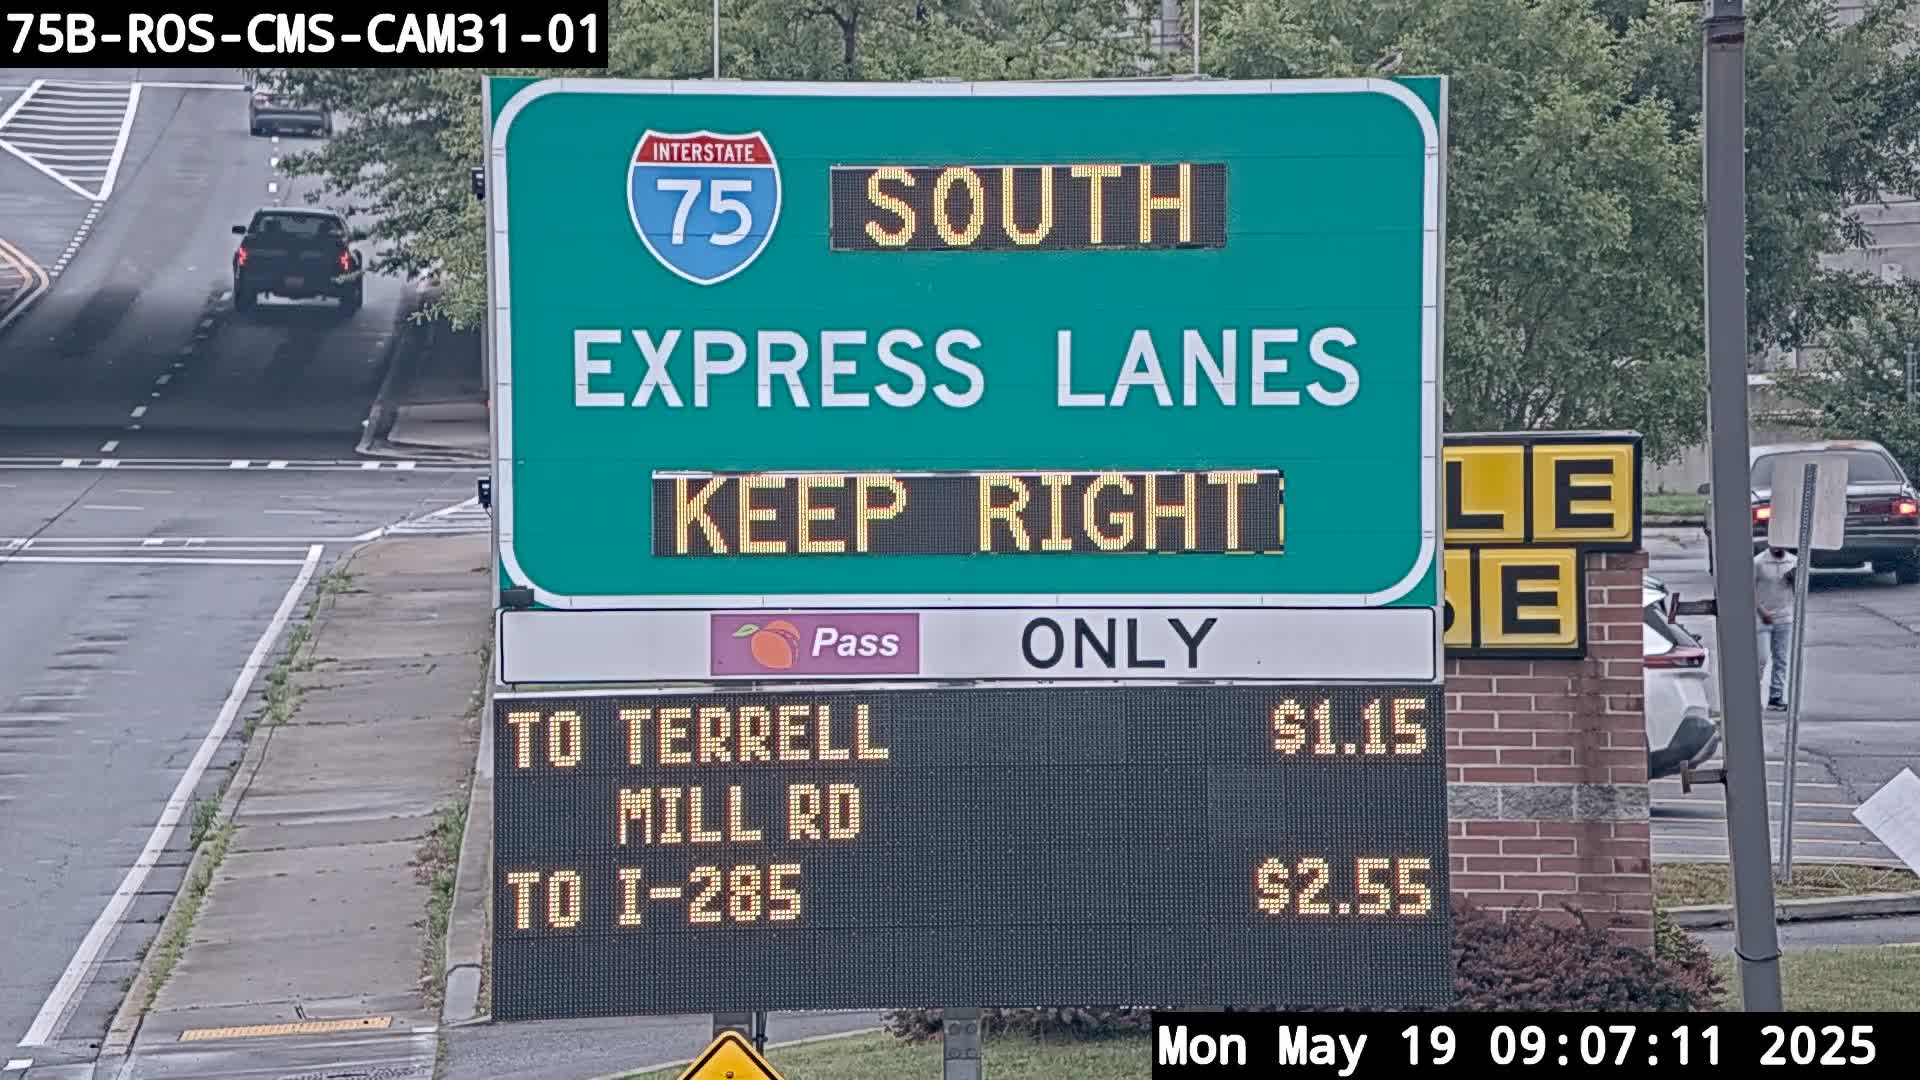 75B-ROS-CMS-CAM31-01
INTERSTATE
75
SOUTH
EXPRESS LANES
KEEP RIGHT
Pass ONLY
TO TERRELL $1.15
MILL RD
TO I-285 $2.55
LE
E
Mon May 19 09:07:11 2025